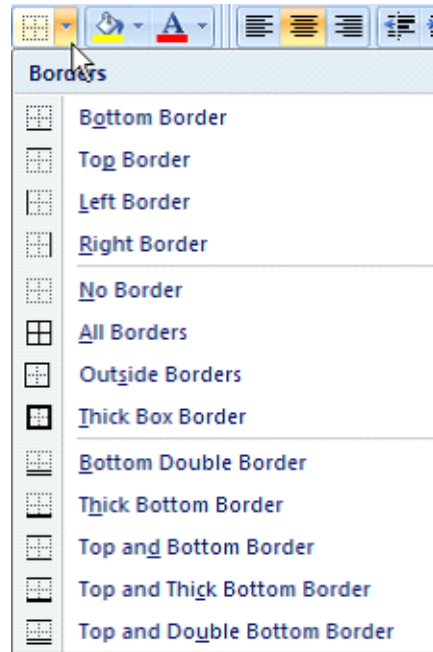 A
Borders
Bottom Border
Top Border
Left Border
Right Border
No Border
All Borders
Outside Borders
Thick Box Border
Bottom Double Border
Thick Bottom Border
Top and Bottom Border
Top and Thick Bottom Border
Top and Double Bottom Border